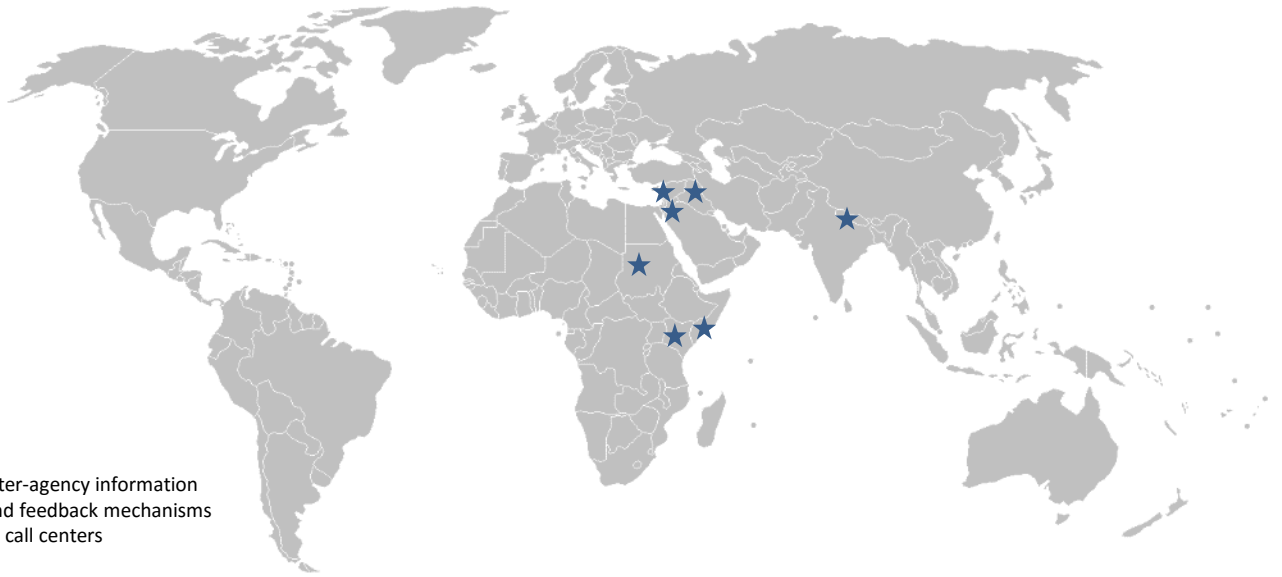 ter-agency information
nd feedback mechanisms
call centers